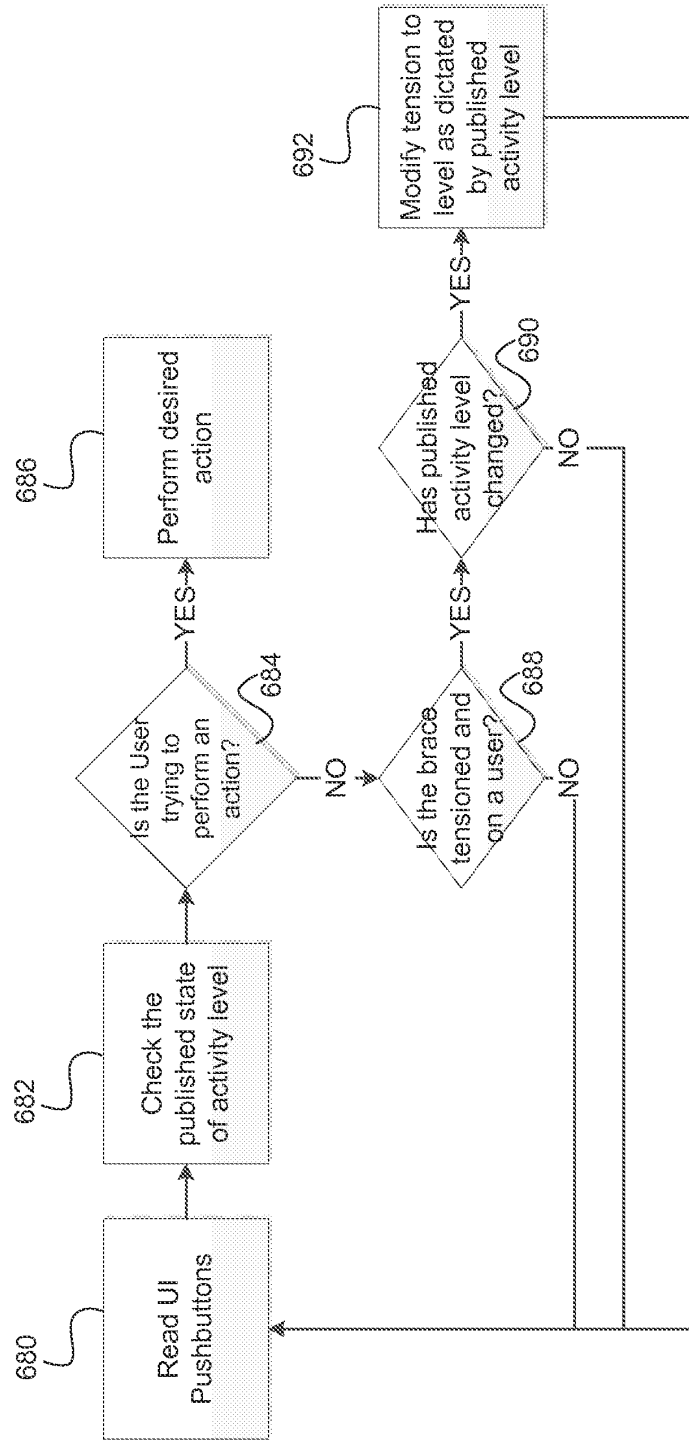 680
Read UI
Pushbuttons
682
Check the
published state
of activity level
Is the User
trying to
perform an
action?
684
YES
686
Perform desired
action
NO
Is the brace
tensioned and
on a user?
688
NO
YES
Has published
activity level
changed?
690
NO
YES
692
Modify tension to
level as dictated
by published
activity level